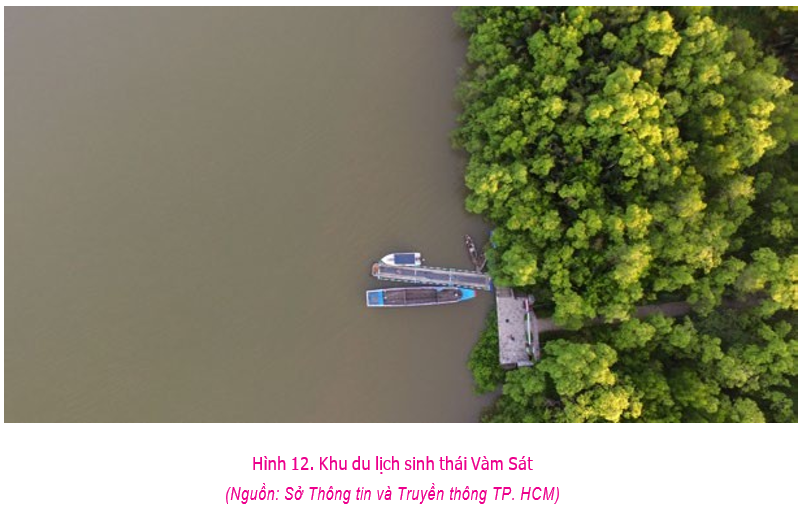 Hình 12. Khu du lịch sinh thái Vàm Sát
(Nguồn: Sở Thông tin và Truyền thông TP. HCM)